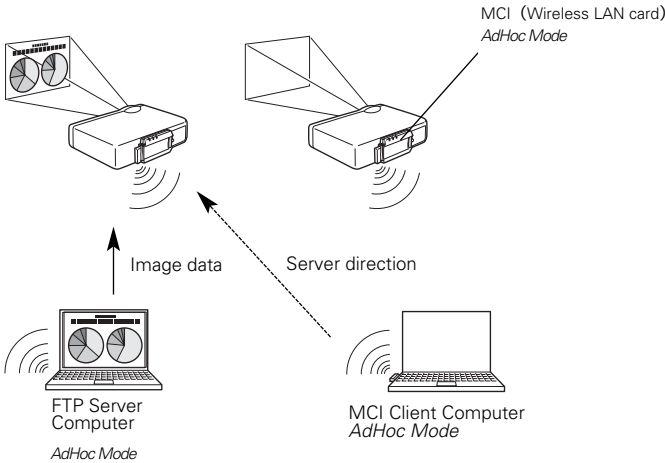 MCI (Wireless LAN card)
AdHoc Mode
Image data
Server direction
FTP Server
Computer
AdHoc Mode
MCI Client Computer
AdHoc Mode